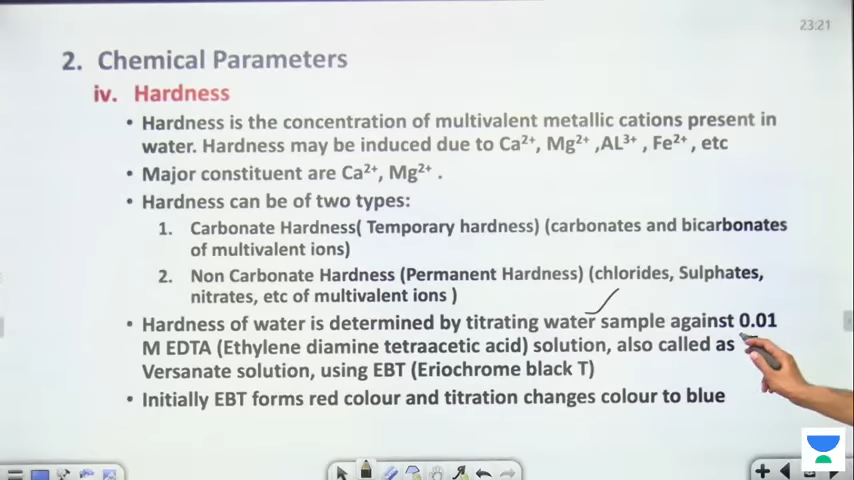 23:21
2. Chemical Parameters
iv. Hardness
• Hardness is the concentration of multivalent metallic cations present in
water. Hardness may be induced due to Ca²⁺, Mg²⁺ ,AL³⁺ , Fe²⁺ , etc
• Major constituent are Ca²⁺, Mg²⁺ .
• Hardness can be of two types:
1. Carbonate Hardness( Temporary hardness) (carbonates and bicarbonates
of multivalent ions)
2. Non Carbonate Hardness (Permanent Hardness) (chlorides, Sulphates,
nitrates, etc of multivalent ions )
• Hardness of water is determined by titrating water sample against 0.01
M EDTA (Ethylene diamine tetraacetic acid) solution, also called as
Versanate solution, using EBT (Eriochrome black T)
• Initially EBT forms red colour and titration changes colour to blue